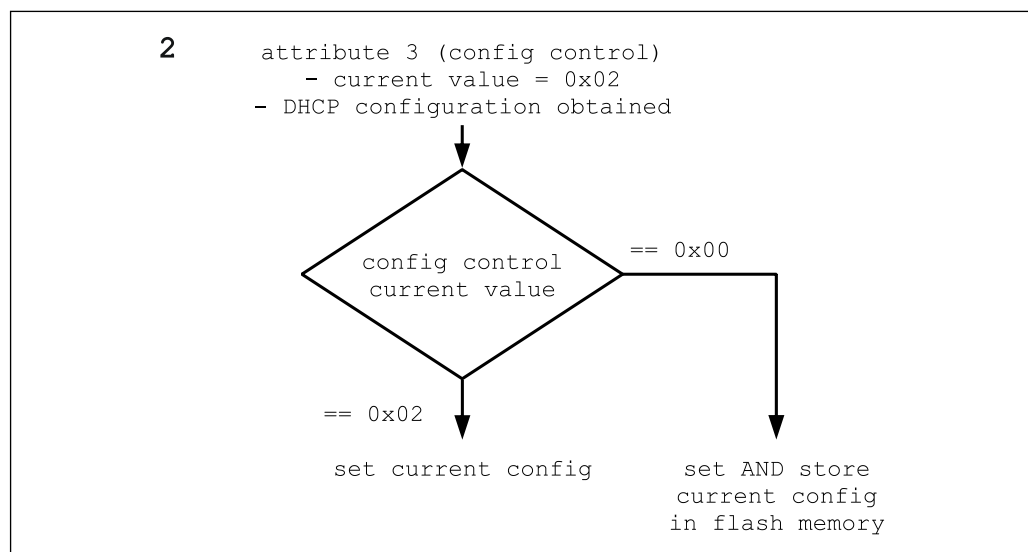 2
attribute 3 (config control)
- current value = 0x02
- DHCP configuration obtained
config control
current value
== 0x00
== 0x02
set current config
set AND store
current config
in flash memory